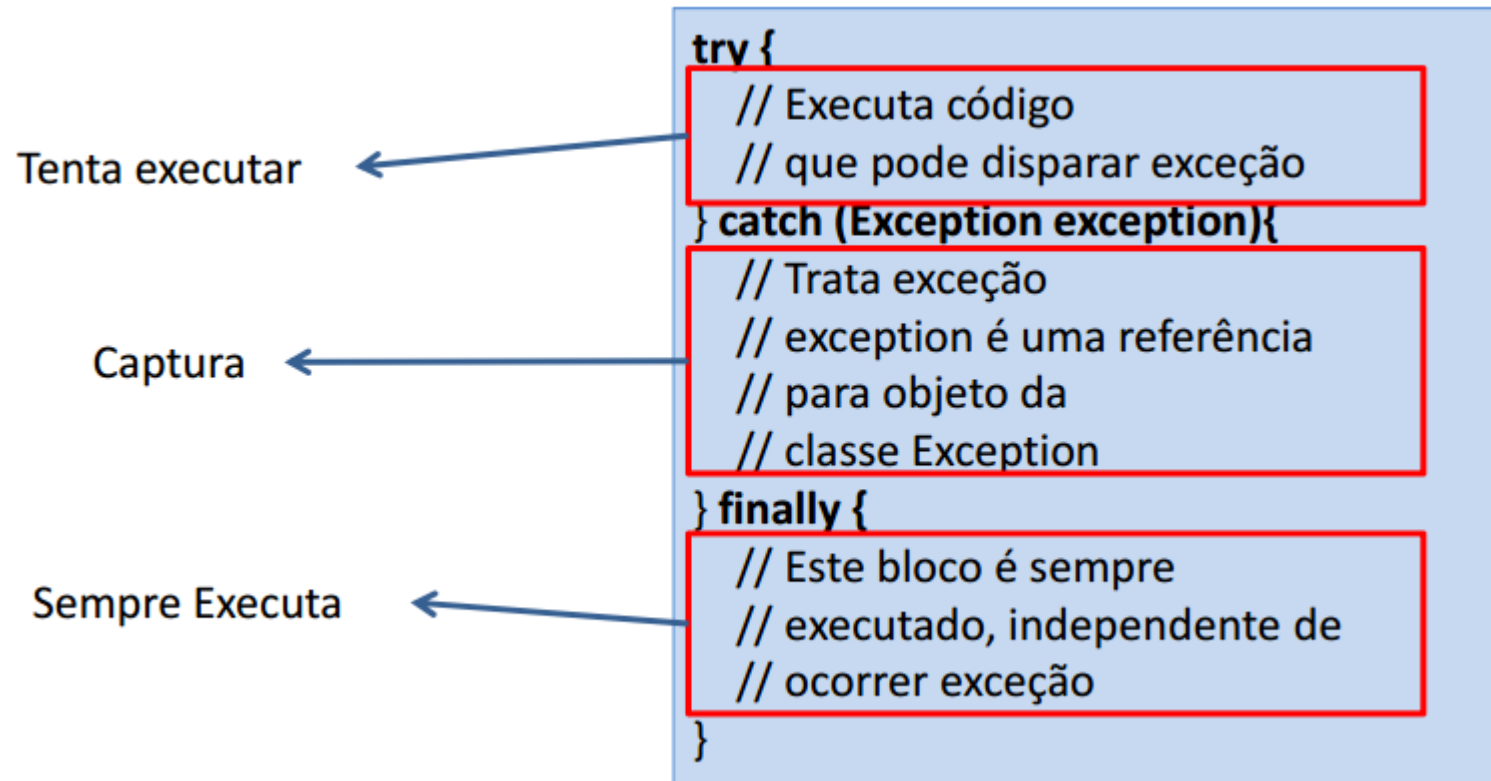 try {
// Executa código
// que pode disparar exceção
Tenta executar
} catch (Exception exception){
// Trata exceção
// exception é uma referência
Captura
// para objeto da
// classe Exception
} finally {
// Este bloco é sempre
Sempre Executa
// executado, independente de
// ocorrer exceção
}